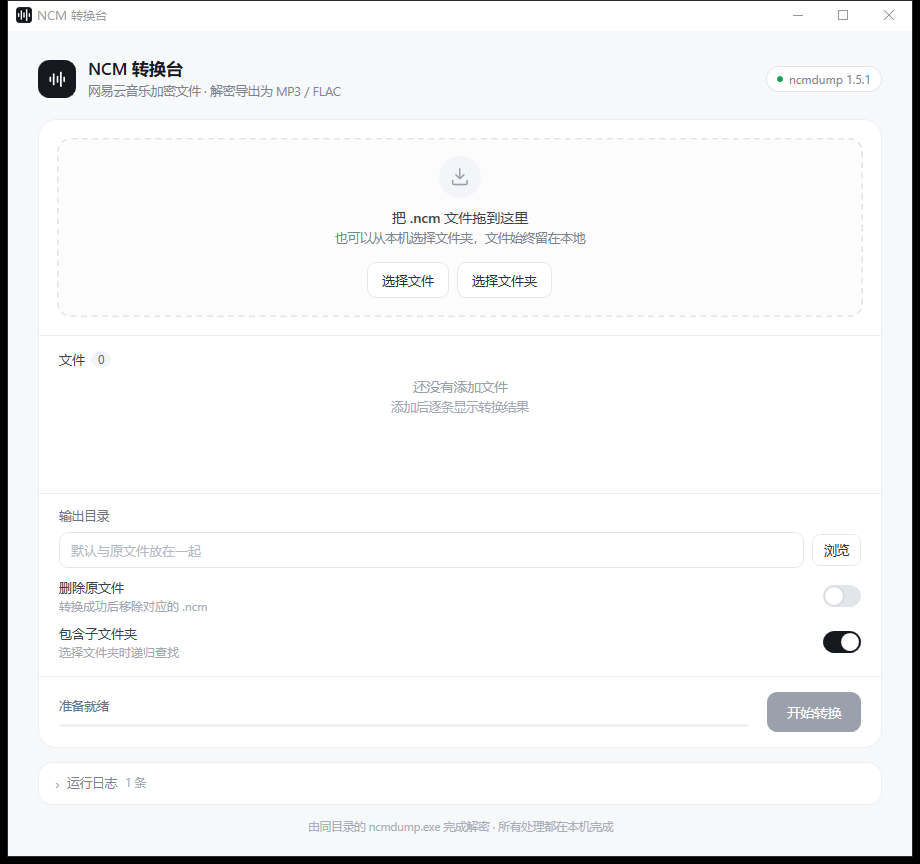 NCM 转换台
NCM 转换台
网易云音乐加密文件 · 解密导出为 MP3 / FLAC
ncmdump 1.5.1
把 .ncm 文件拖到这里
也可以从本机选择文件夹，文件始终留在本地
选择文件
选择文件夹
文件 0
还没有添加文件
添加后逐条显示转换结果
输出目录
默认与原文件放在一起
浏览
删除原文件
转换成功后移除对应的 .ncm
包含子文件夹
选择文件夹时递归查找
准备就绪
开始转换
› 运行日志 1 条
由同目录的 ncmdump.exe 完成解密 · 所有处理都在本机完成